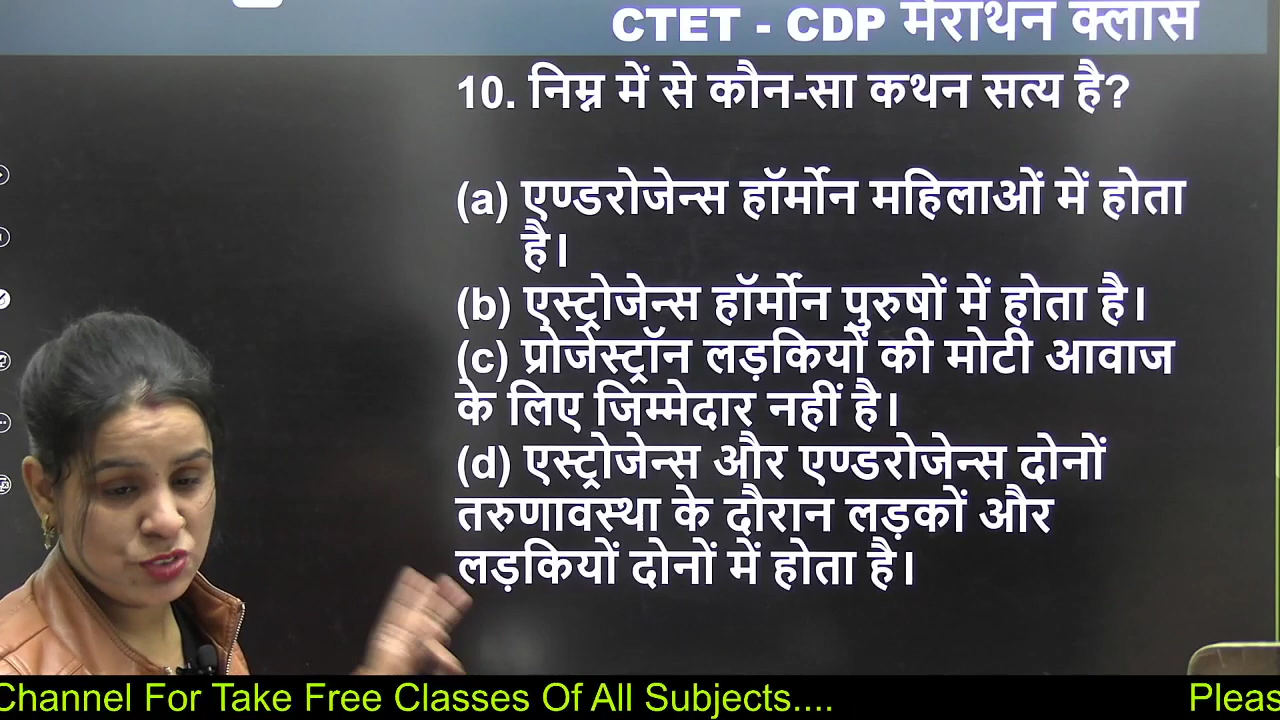 CTET - CDP मैराथन क्लास
10. निम्न में से कौन-सा कथन सत्य है?
(a) एण्डरोजेन्स हॉर्मोन महिलाओं में होता
है।
(b) एस्ट्रोजेन्स हॉर्मोन पुरुषों में होता है।
(c) प्रोजेस्ट्रॉन लड़कियों की मोटी आवाज
के लिए जिम्मेदार नहीं है।
(d) एस्ट्रोजेन्स और एण्डरोजेन्स दोनों
तरुणावस्था के दौरान लड़कों और
लड़कियों दोनों में होता है।
Channel For Take Free Classes Of All Subjects.... Pleas